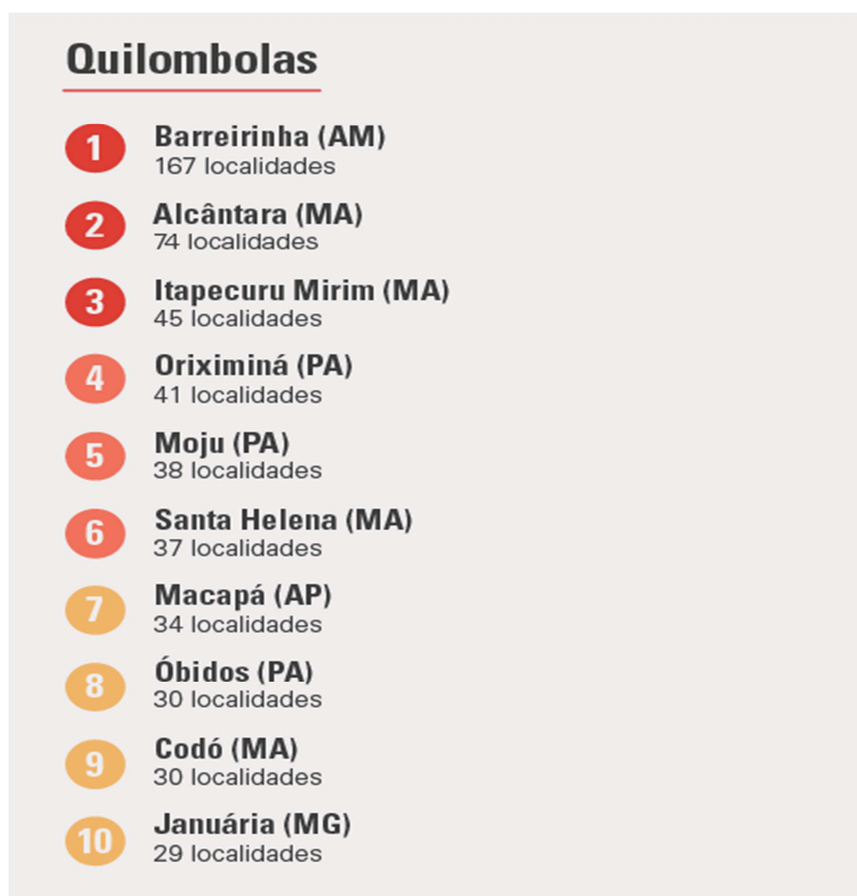 Quilombolas
1
Barreirinha (AM)
167 localidades
2
Alcântara (MA)
74 localidades
3
Itapecuru Mirim (MA)
45 localidades
4
Oriximiná (PA)
41 localidades
5
Moju (PA)
38 localidades
6
Santa Helena (MA)
37 localidades
7
Macapá (AP)
34 localidades
8
Óbidos (PA)
30 localidades
9
Codó (MA)
30 localidades
10
Januária (MG)
29 localidades